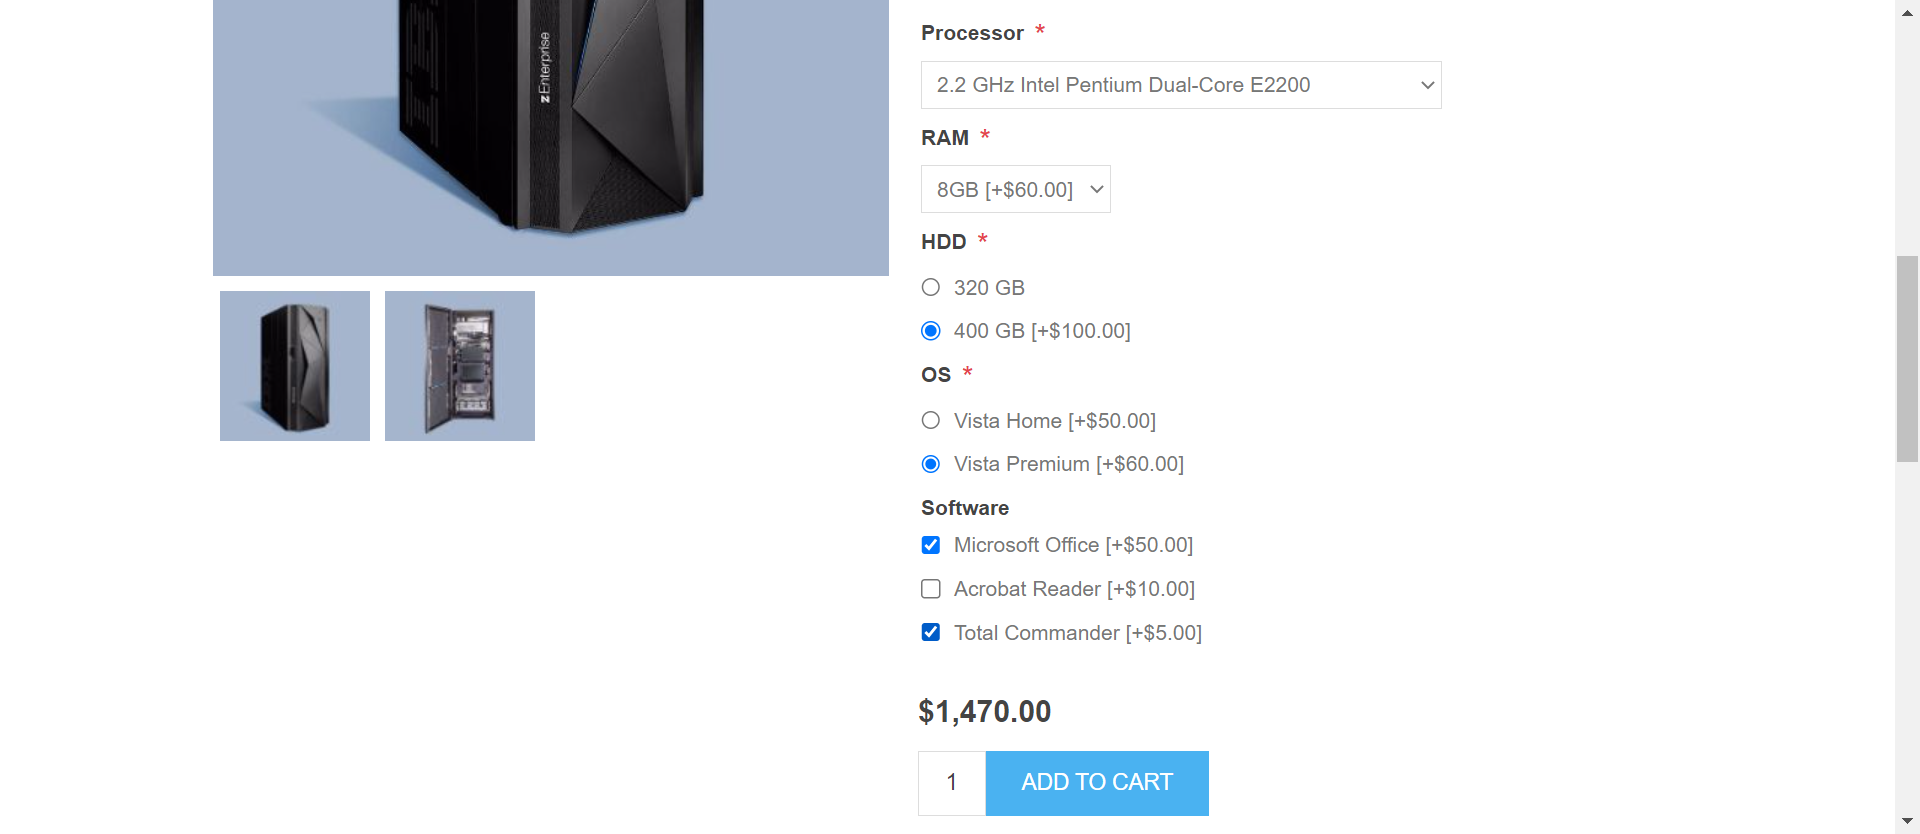 zEnterprise
Processor *
2.2 GHz Intel Pentium Dual-Core E2200
RAM *
8GB [+$60.00]
HDD *
320 GB
400 GB [+$100.00]
OS *
Vista Home [+$50.00]
Vista Premium [+$60.00]
Software
Microsoft Office [+$50.00]
Acrobat Reader [+$10.00]
Total Commander [+$5.00]
$1,470.00
1 ADD TO CART